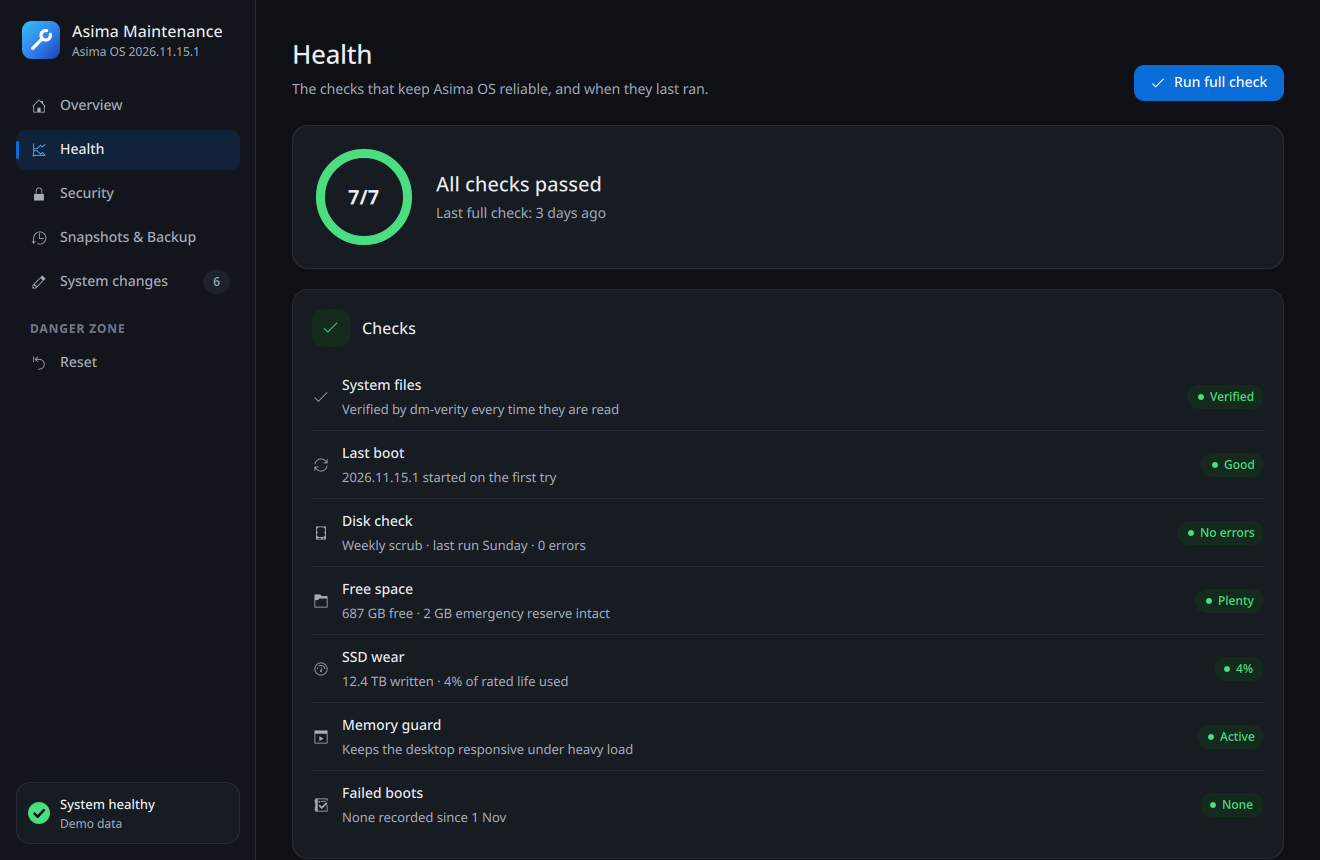 Asima Maintenance
Asima OS 2026.11.15.1
Overview
Health
Security
Snapshots & Backup
System changes 6
DANGER ZONE
Reset
System healthy
Demo data
Health
The checks that keep Asima OS reliable, and when they last ran.
Run full check
7/7
All checks passed
Last full check: 3 days ago
Checks
System files
Verified by dm-verity every time they are read
Verified
Last boot
2026.11.15.1 started on the first try
Good
Disk check
Weekly scrub · last run Sunday · 0 errors
No errors
Free space
687 GB free · 2 GB emergency reserve intact
Plenty
SSD wear
12.4 TB written · 4% of rated life used
4%
Memory guard
Keeps the desktop responsive under heavy load
Active
Failed boots
None recorded since 1 Nov
None